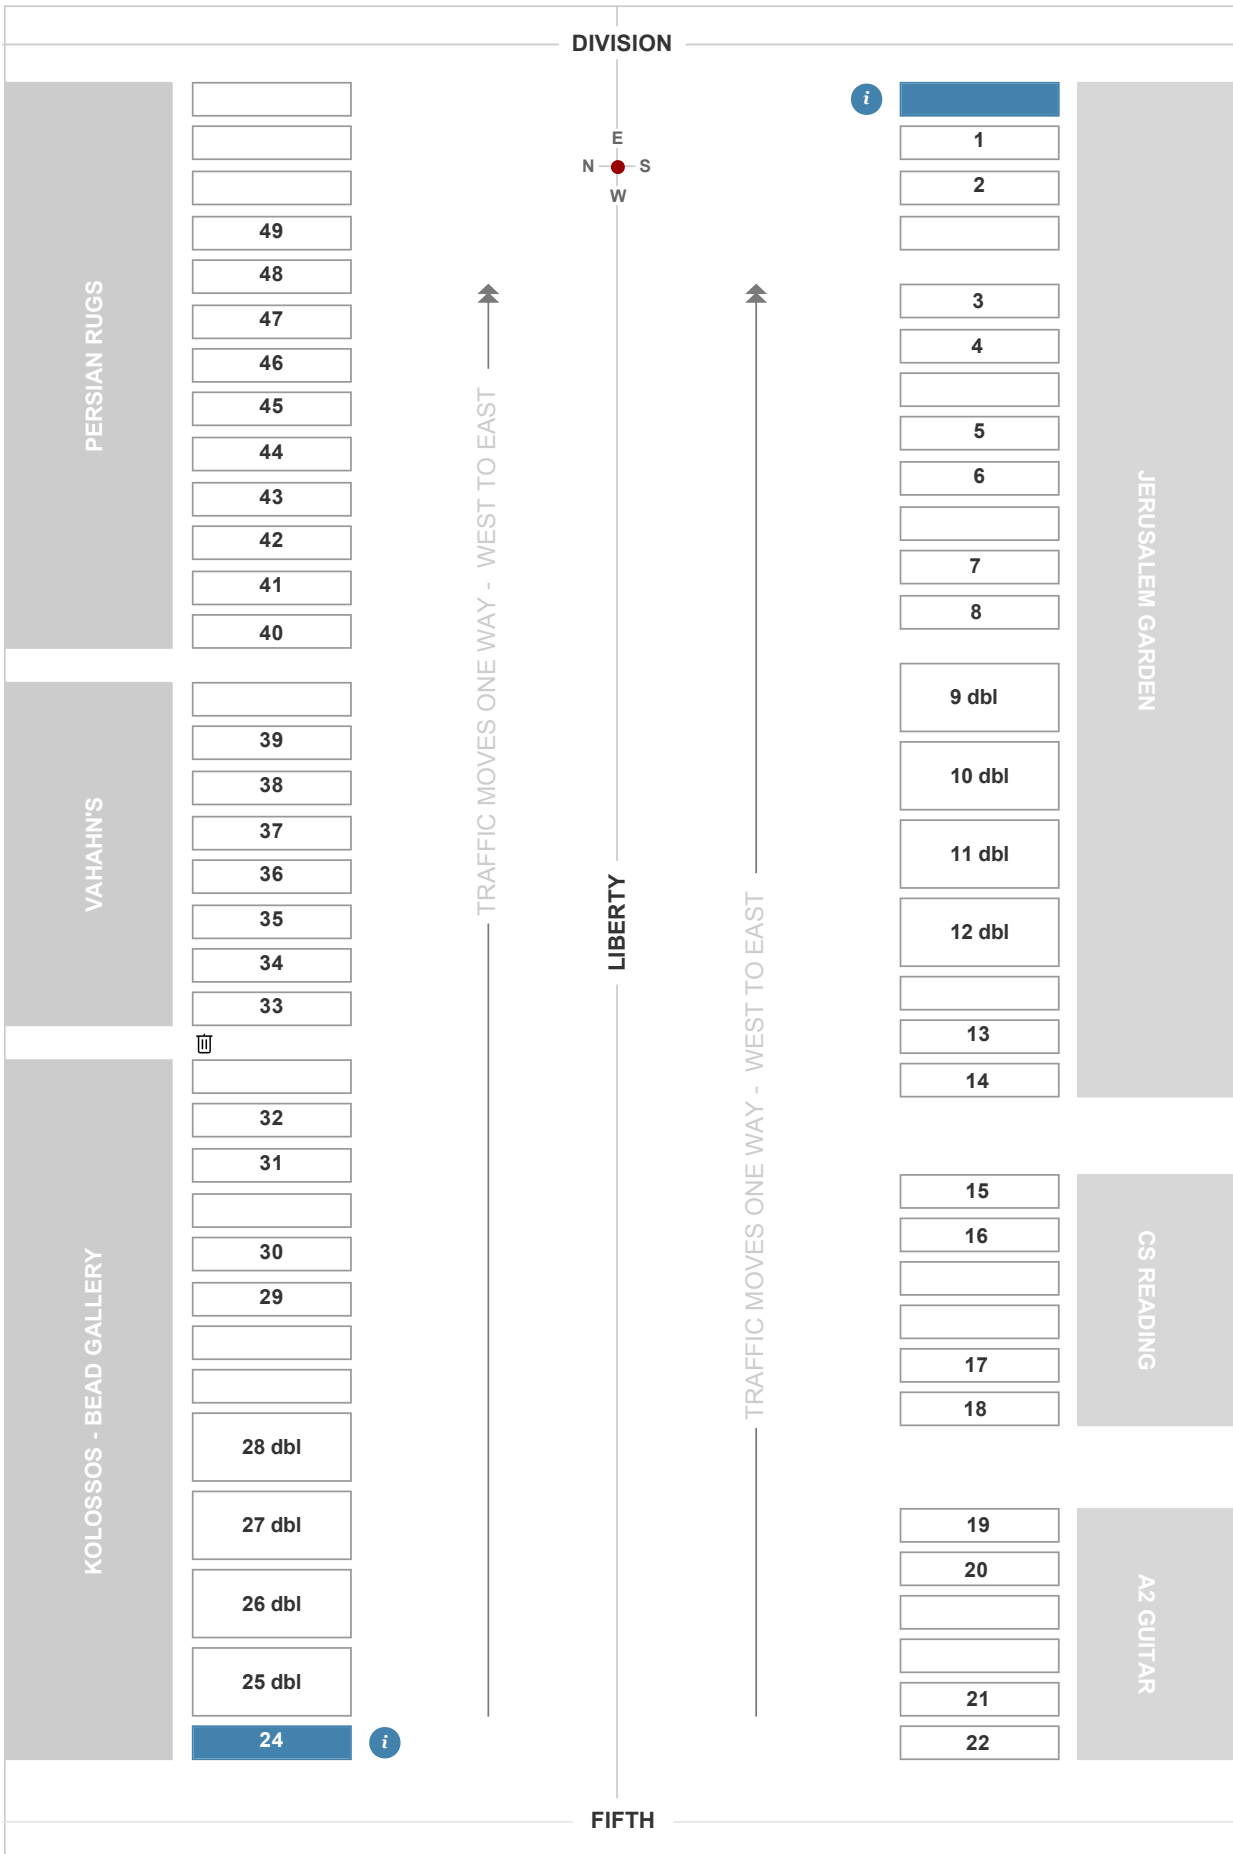 DIVISION
E
N
S
W
PERSIAN RUGS
49
48
47
46
45
44
43
42
41
40
VAHAHN'S
39
38
37
36
35
34
33
KOLOSSOS - BEAD GALLERY
32
31
30
29
28 dbl
27 dbl
26 dbl
25 dbl
24
i
TRAFFIC MOVES ONE WAY - WEST TO EAST
LIBERTY
TRAFFIC MOVES ONE WAY - WEST TO EAST
i
1
2
3
4
5
6
7
8
9 dbl
10 dbl
11 dbl
12 dbl
13
14
JERUSALEM GARDEN
15
16
17
18
CS READING
19
20
21
22
A2 GUITAR
FIFTH